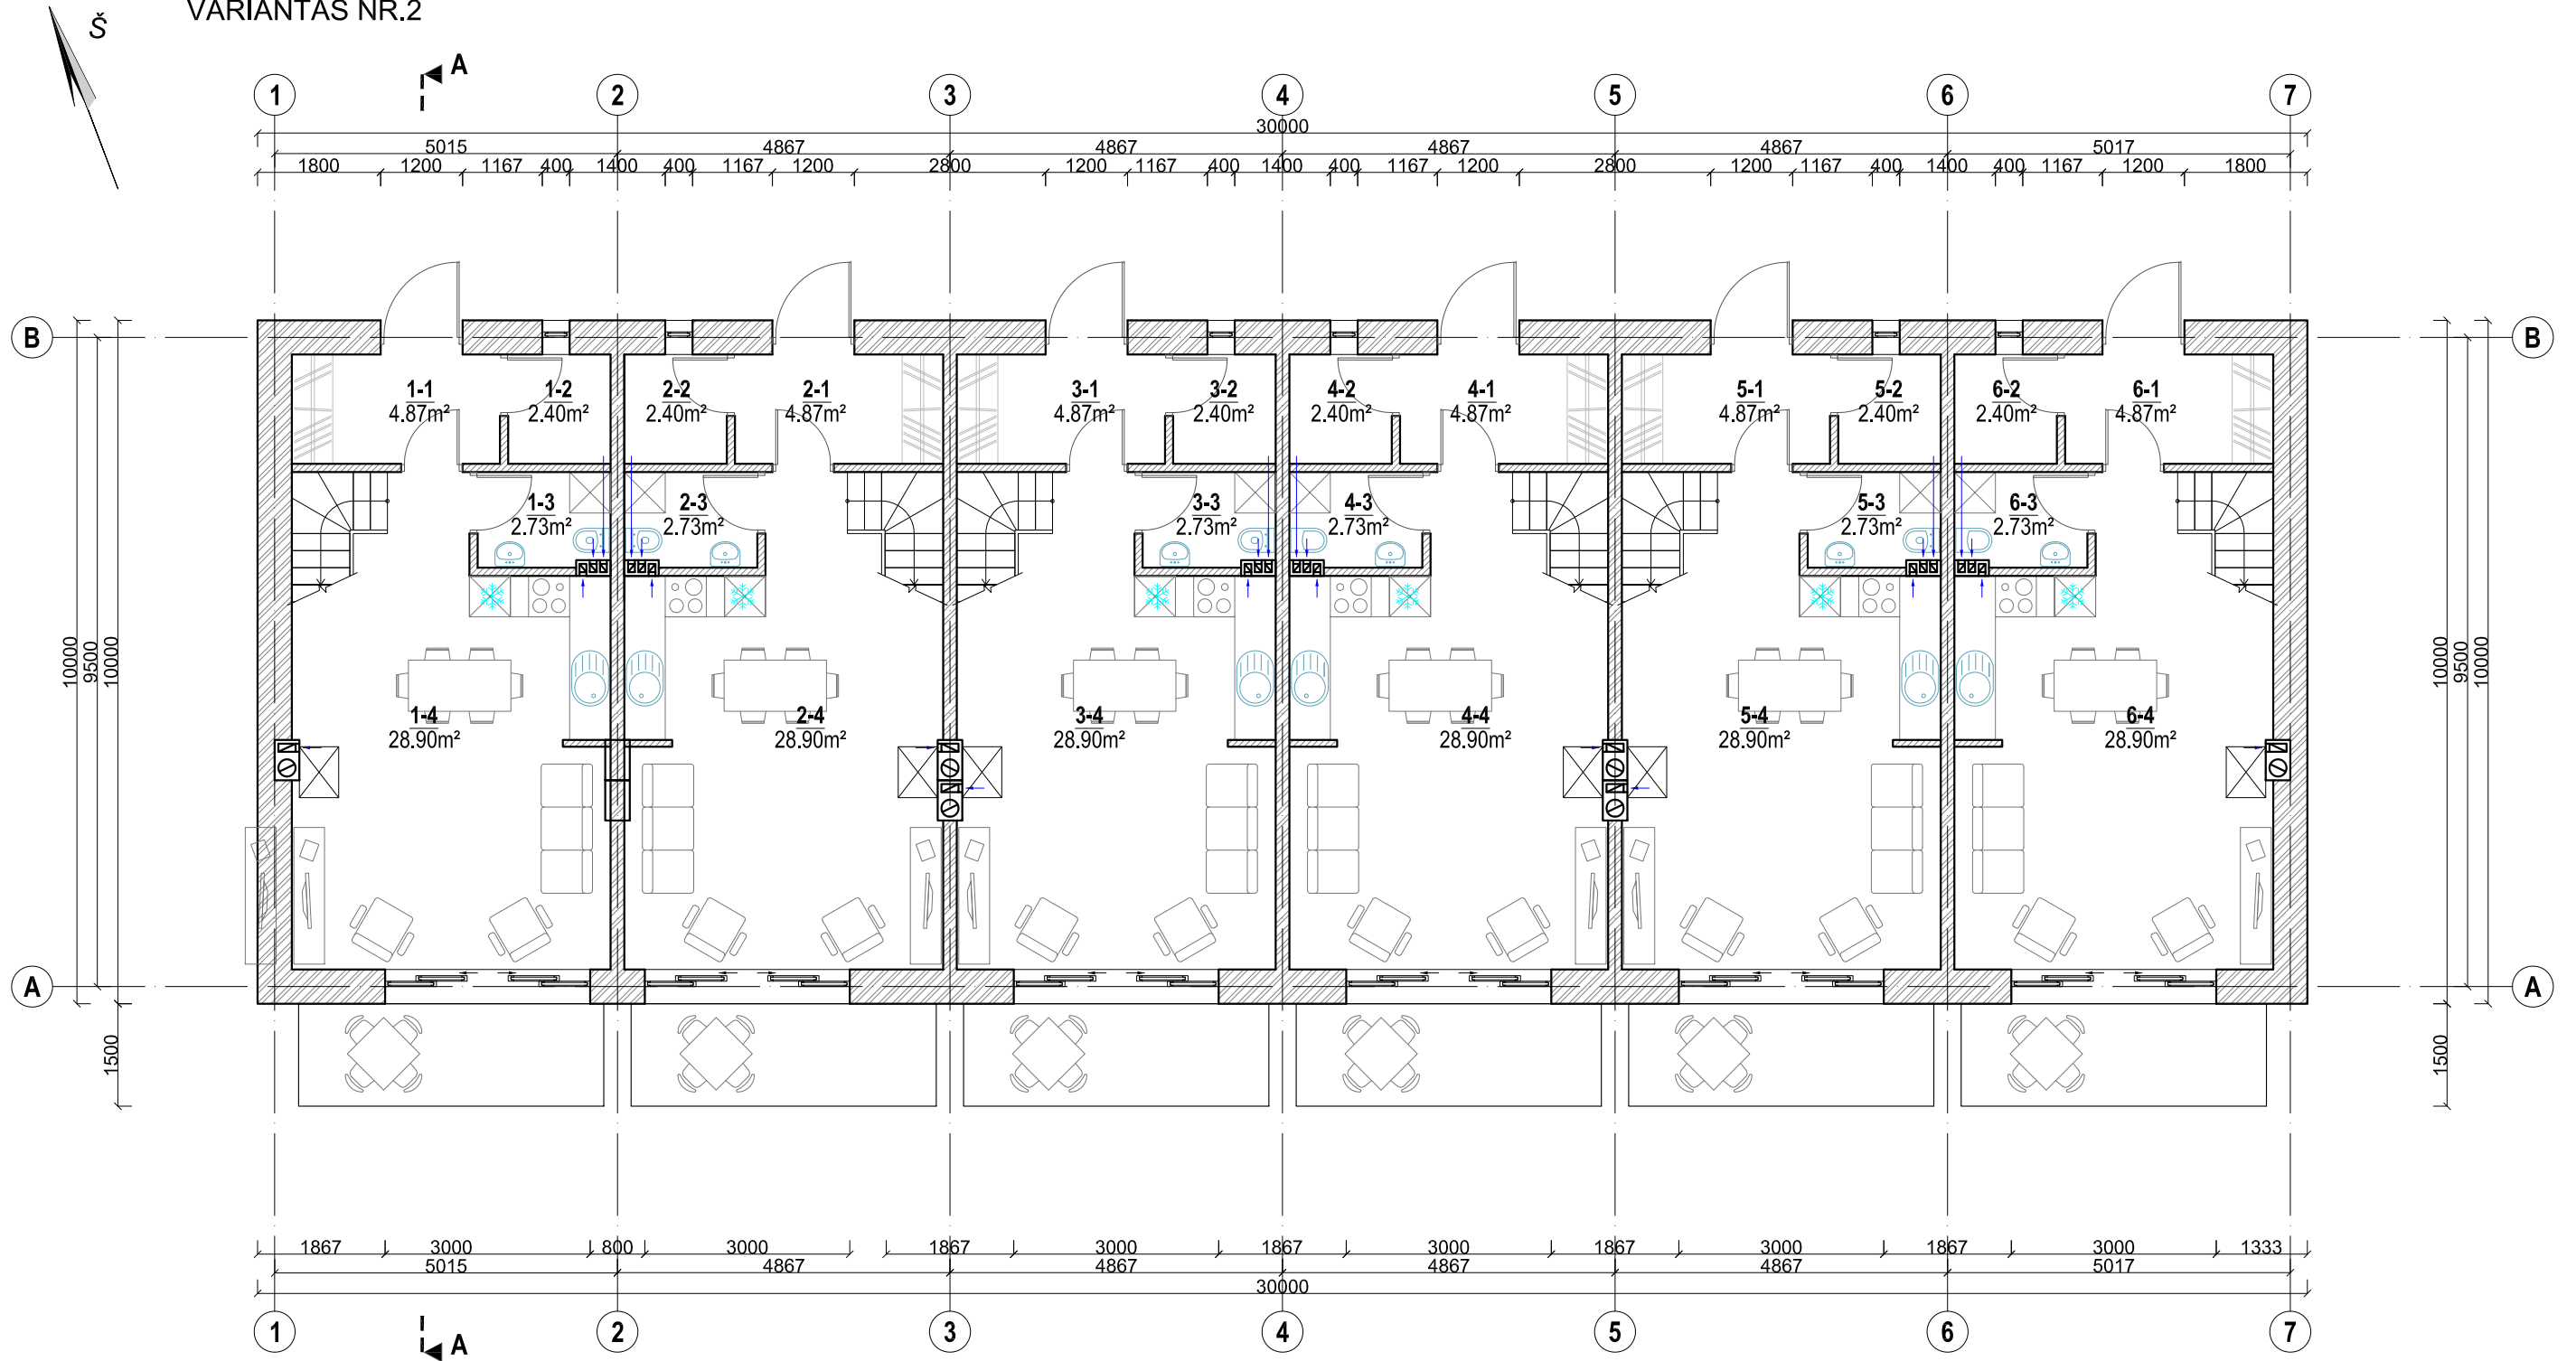 VARIANTAS NR.2
Š
A
1 2 3 4 5 6 7
30000
5015 4867 4867 4867 4867 5017
1800 1200 1167 400 1400 400 1167 1200 2800 1200 1167 400 1400 400 1167 1200 2800 1200 1167 400 1400 400 1167 1200 1800
B B
1-1 1-2 2-2 2-1 3-1 3-2 4-2 4-1 5-1 5-2 6-2 6-1
4.87m² 2.40m² 2.40m² 4.87m² 4.87m² 2.40m² 2.40m² 4.87m² 4.87m² 2.40m² 2.40m² 4.87m²
1-3 2-3 3-3 4-3 5-3 6-3
2.73m² 2.73m² 2.73m² 2.73m² 2.73m² 2.73m²
10000 9500 10000 10000 9500 10000
1-4 2-4 3-4 4-4 5-4 6-4
28.90m² 28.90m² 28.90m² 28.90m² 28.90m² 28.90m²
A A
1500 1500
1867 3000 800 3000 1867 3000 1867 3000 1867 3000 1867 3000 1333
5015 4867 4867 4867 4867 5017
30000
1 2 3 4 5 6 7
A